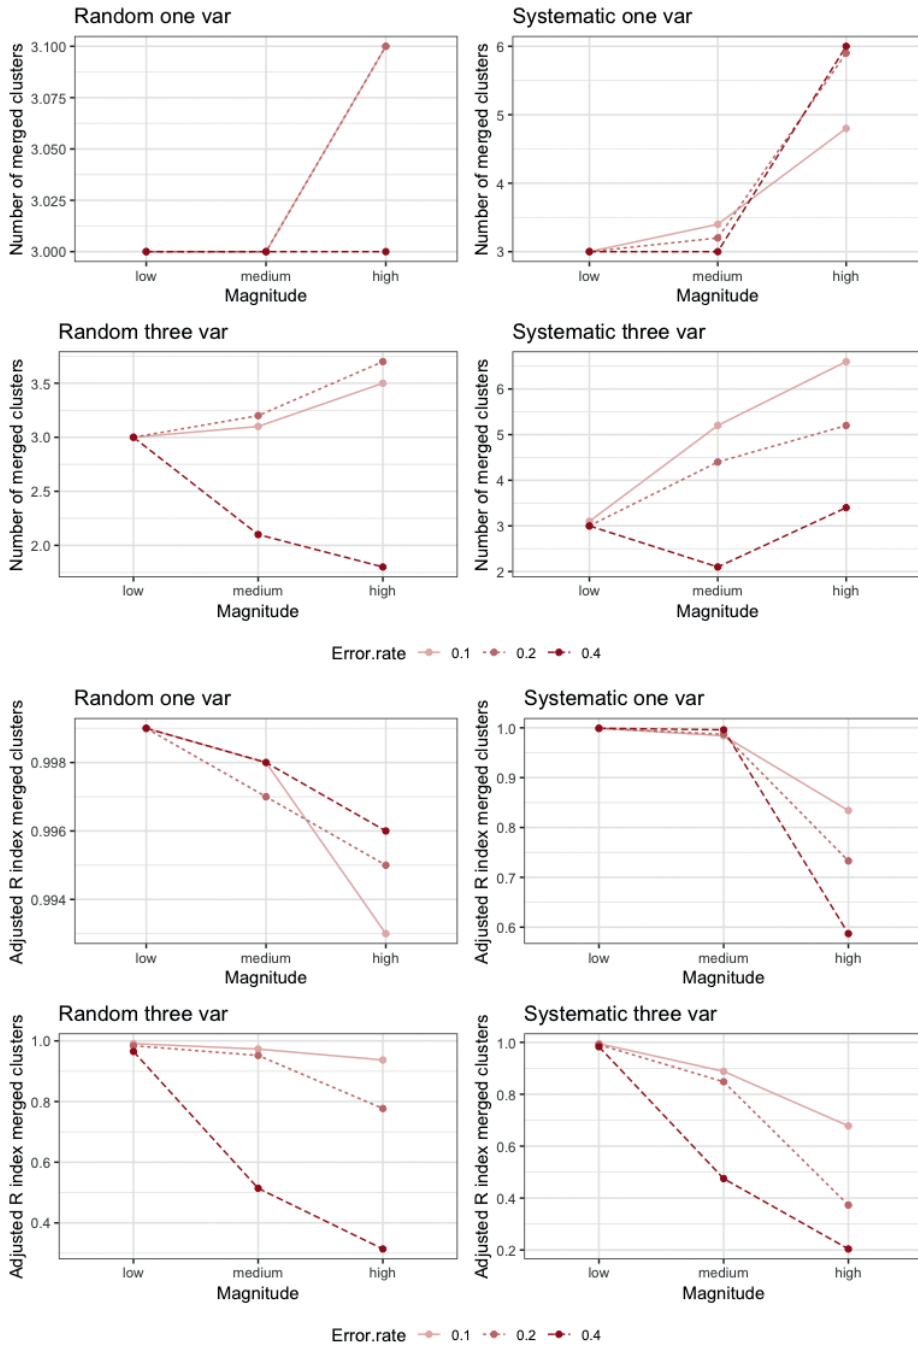 Random one var
Systematic one var
Number of merged clusters
3.100
3.075
3.050
3.025
3.000
low medium high
Magnitude
Number of merged clusters
6
5
4
3
low medium high
Magnitude
Random three var
Systematic three var
Number of merged clusters
3.5
3.0
2.5
2.0
low medium high
Magnitude
Number of merged clusters
6
5
4
3
2
low medium high
Magnitude
Error.rate 0.1 0.2 0.4
Random one var
Systematic one var
Adjusted R index merged clusters
0.998
0.996
0.994
low medium high
Magnitude
Adjusted R index merged clusters
1.0
0.9
0.8
0.7
0.6
low medium high
Magnitude
Random three var
Systematic three var
Adjusted R index merged clusters
1.0
0.8
0.6
0.4
low medium high
Magnitude
Adjusted R index merged clusters
1.0
0.8
0.6
0.4
0.2
low medium high
Magnitude
Error.rate 0.1 0.2 0.4